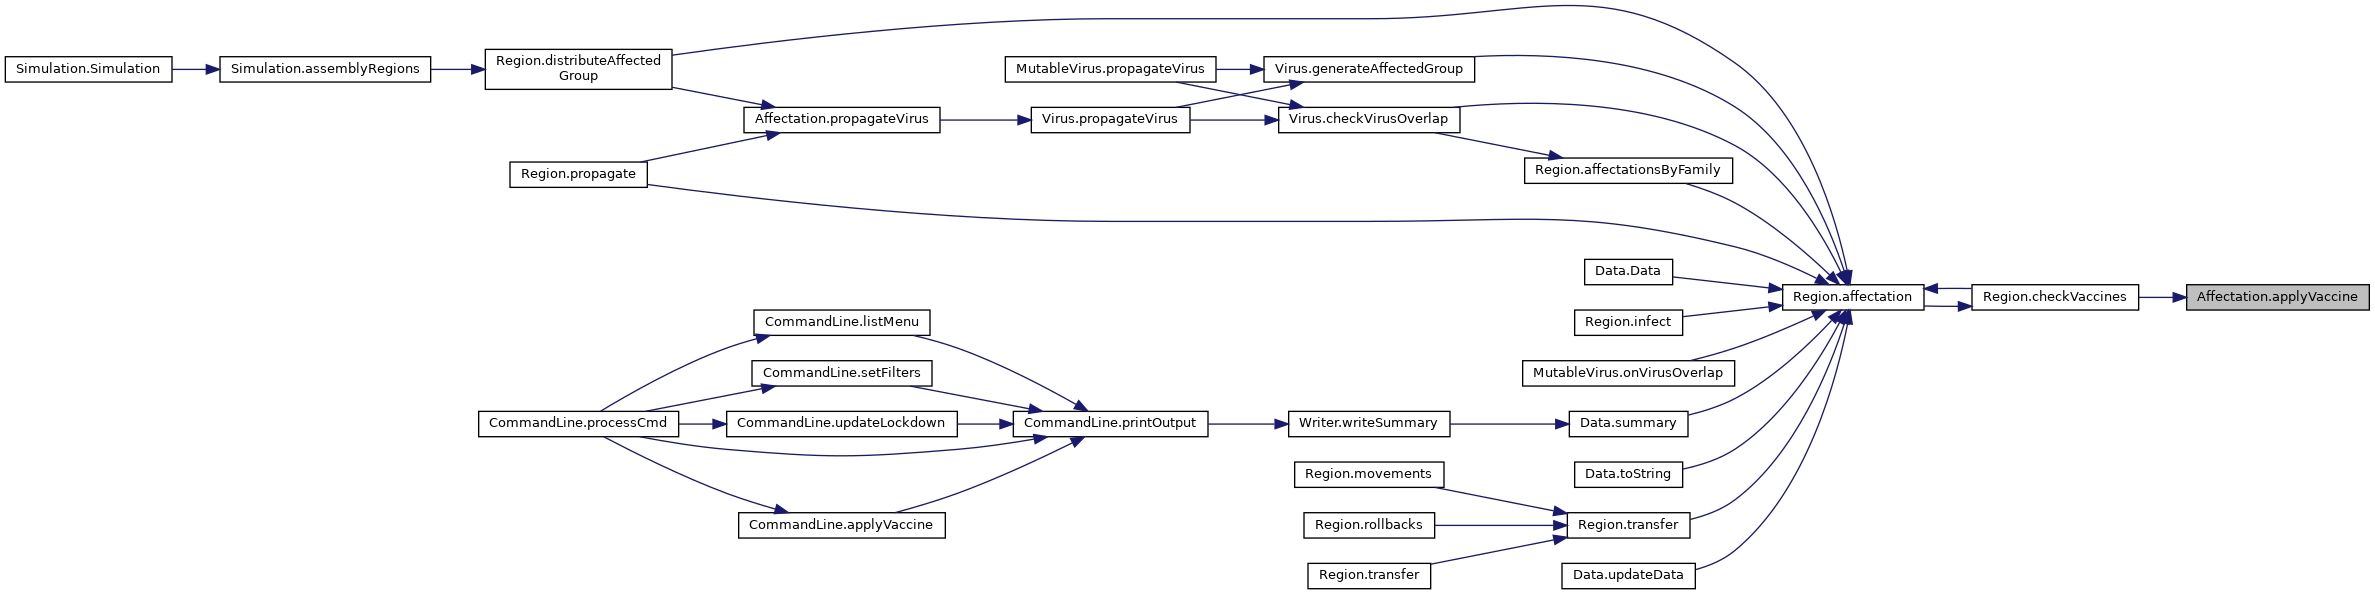 Simulation.Simulation
Simulation.assemblyRegions
Region.distributeAffected
Group
MutableVirus.propagateVirus
Virus.generateAffectedGroup
Affectation.propagateVirus
Virus.propagateVirus
Virus.checkVirusOverlap
Region.propagate
Region.affectationsByFamily
Data.Data
Region.affectation
Region.checkVaccines
Affectation.applyVaccine
CommandLine.listMenu
Region.infect
CommandLine.setFilters
MutableVirus.onVirusOverlap
CommandLine.processCmd
CommandLine.updateLockdown
CommandLine.printOutput
Writer.writeSummary
Data.summary
Region.movements
Data.toString
CommandLine.applyVaccine
Region.rollbacks
Region.transfer
Region.transfer
Data.updateData